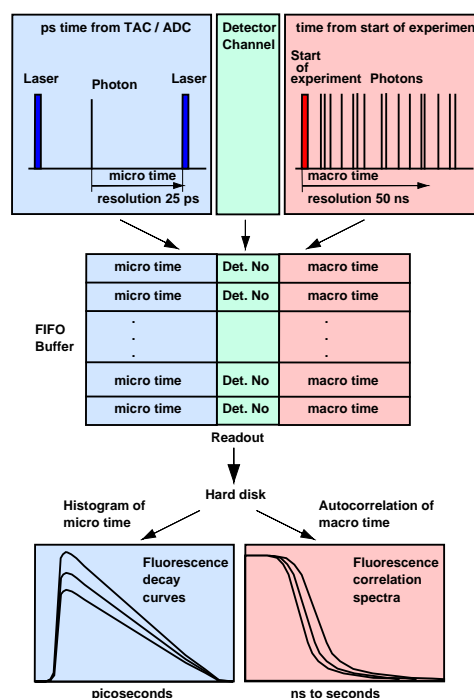 ps time from TAC / ADC
Laser
Photon
Laser
micro time
resolution 25 ps
Detector
Channel
time from start of experiment
Start
of
experiment
Photons
macro time
resolution 50 ns
micro time Det. No macro time
micro time Det. No macro time
. . .
. . .
. . .
FIFO
Buffer
micro time Det. No macro time
micro time Det. No macro time
Readout
Hard disk
Histogram of
micro time
Autocorrelation of
macro time
Fluorescence
decay
curves
Fluorescence
correlation
spectra
picoseconds
ns to seconds